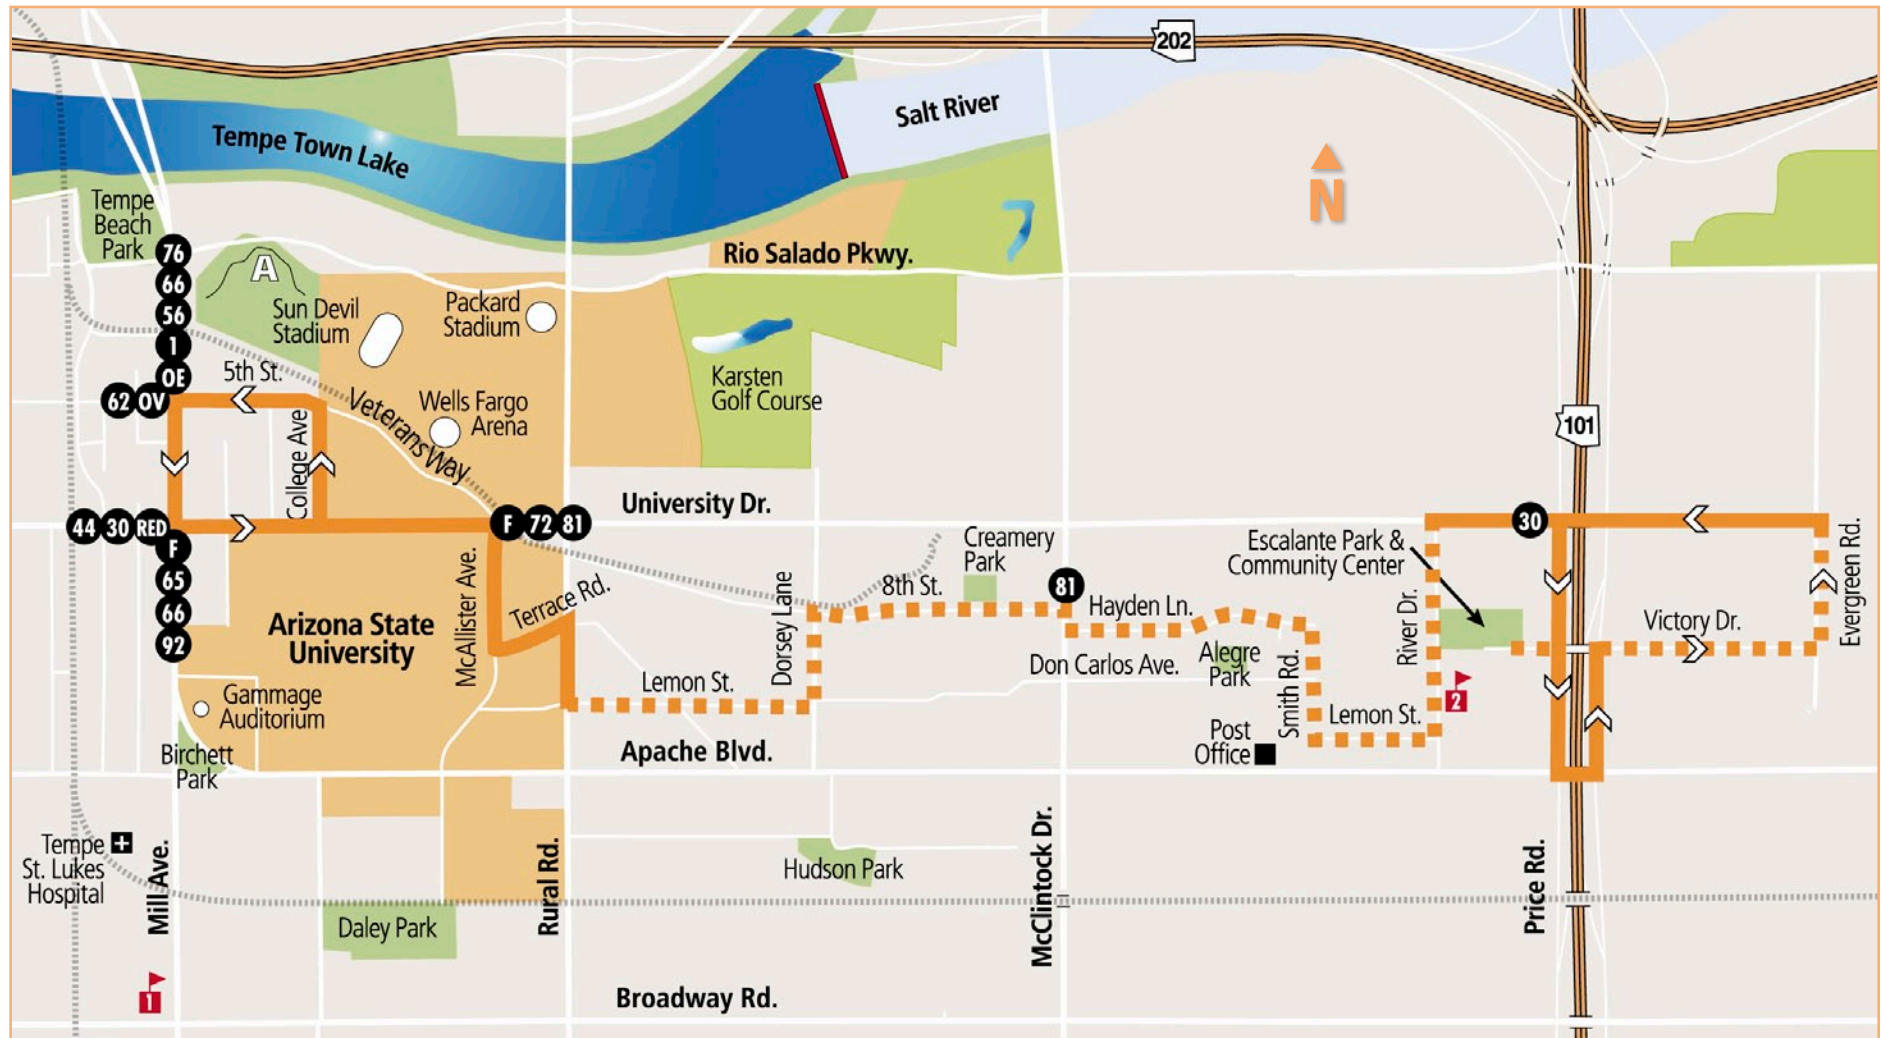 202
Salt River
Tempe Town Lake
N
Tempe
Beach
Park
76
66
56
1
OE
62
OV
A
Sun Devil
Stadium
Packard
Stadium
Rio Salado Pkwy.
5th St.
Veterans Way
Wells Fargo
Arena
Karsten
Golf Course
101
College Ave
44
30
RED
F
65
66
92
F
72
81
University Dr.
30
Creamery
Park
Escalante Park &
Community Center
McAllister Ave.
Terrace Rd.
Dorsey Lane
8th St.
81
Hayden Ln.
River Dr.
Victory Dr.
Evergreen Rd.
Arizona State
University
Lemon St.
Don Carlos Ave.
Alegre
Park
Smith Rd.
2
Lemon St.
Gammage
Auditorium
Post
Office
Birchett
Park
Apache Blvd.
Tempe
St. Lukes
Hospital
Mill Ave.
Rural Rd.
Hudson Park
McClintock Dr.
Price Rd.
Daley Park
1
Broadway Rd.